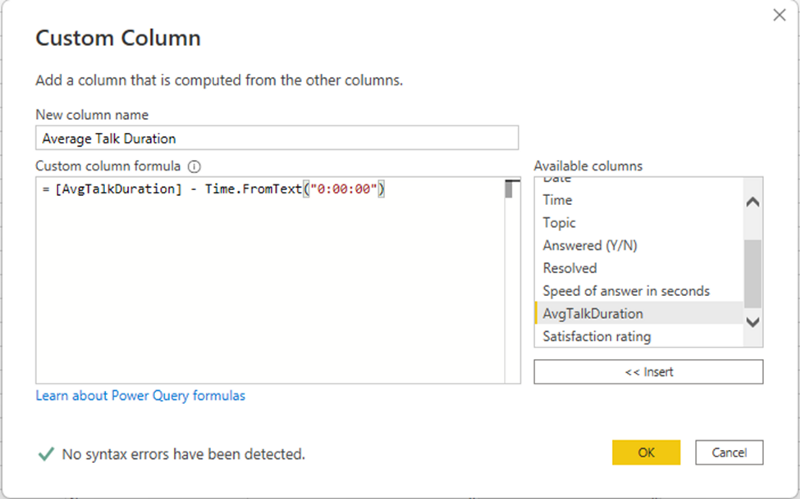 Custom Column
Add a column that is computed from the other columns.
New column name
Average Talk Duration
Custom column formula
= [AvgTalkDuration] - Time.FromText("0:00:00")
Available columns
Date
Time
Topic
Answered (Y/N)
Resolved
Speed of answer in seconds
AvgTalkDuration
Satisfaction rating
<< Insert
Learn about Power Query formulas
No syntax errors have been detected.
OK
Cancel